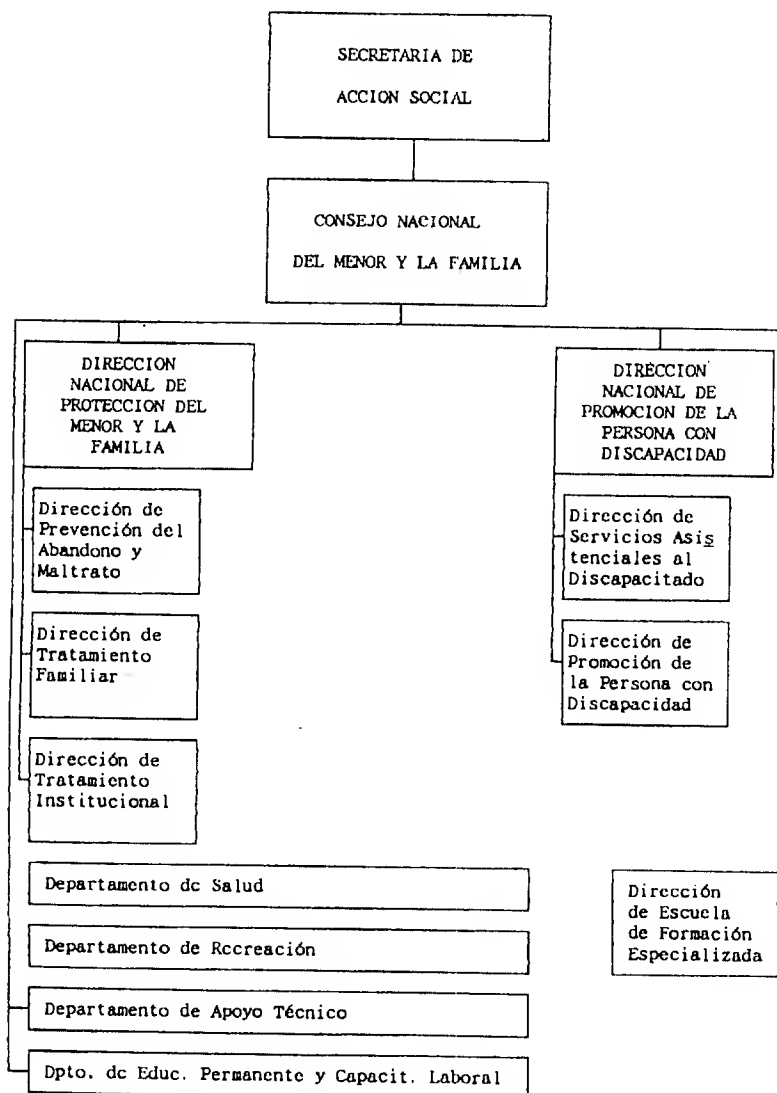 SECRETARIA DE
ACCION SOCIAL
CONSEJO NACIONAL
DEL MENOR Y LA FAMILIA
DIRECCION
NACIONAL DE
PROTECCION DEL
MENOR Y LA
FAMILIA
DIRECCION
NACIONAL DE
PROMOCION DE LA
PERSONA CON
DISCAPACIDAD
Dirección de
Prevención del
Abandono y
Maltrato
Dirección de
Servicios Asis
tenciales al
Discapacitado
Dirección de
Tratamiento
Familiar
Dirección de
Promoción de
la Persona con
Discapacidad
Dirección de
Tratamiento
Institucional
Departamento de Salud
Departamento de Recreación
Departamento de Apoyo Técnico
Dpto. de Educ. Permanente y Capacit. Laboral
Dirección
de Escuela
de Formación
Especializada